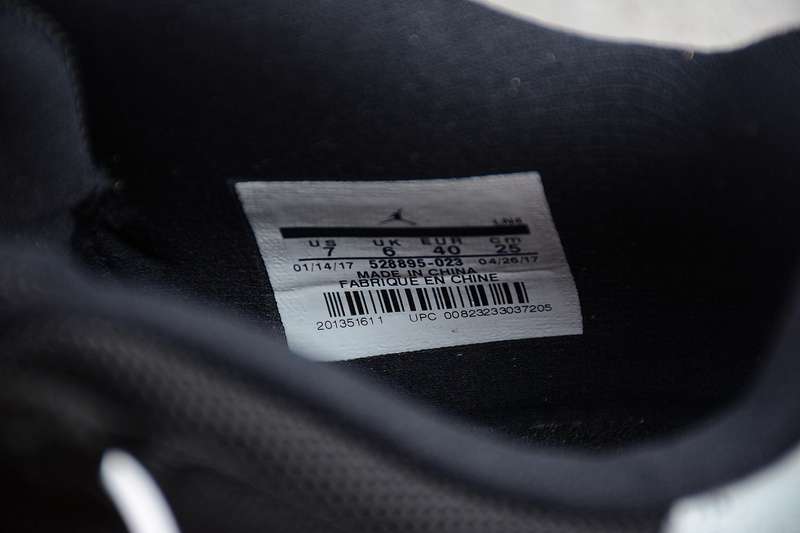 LN5
US UK EUR cm
7 6 40 25
01/14/17 528895-023 04/26/17
MADE IN CHINA
FABRIQUE EN CHINE
201351611 UPC 00823233037205